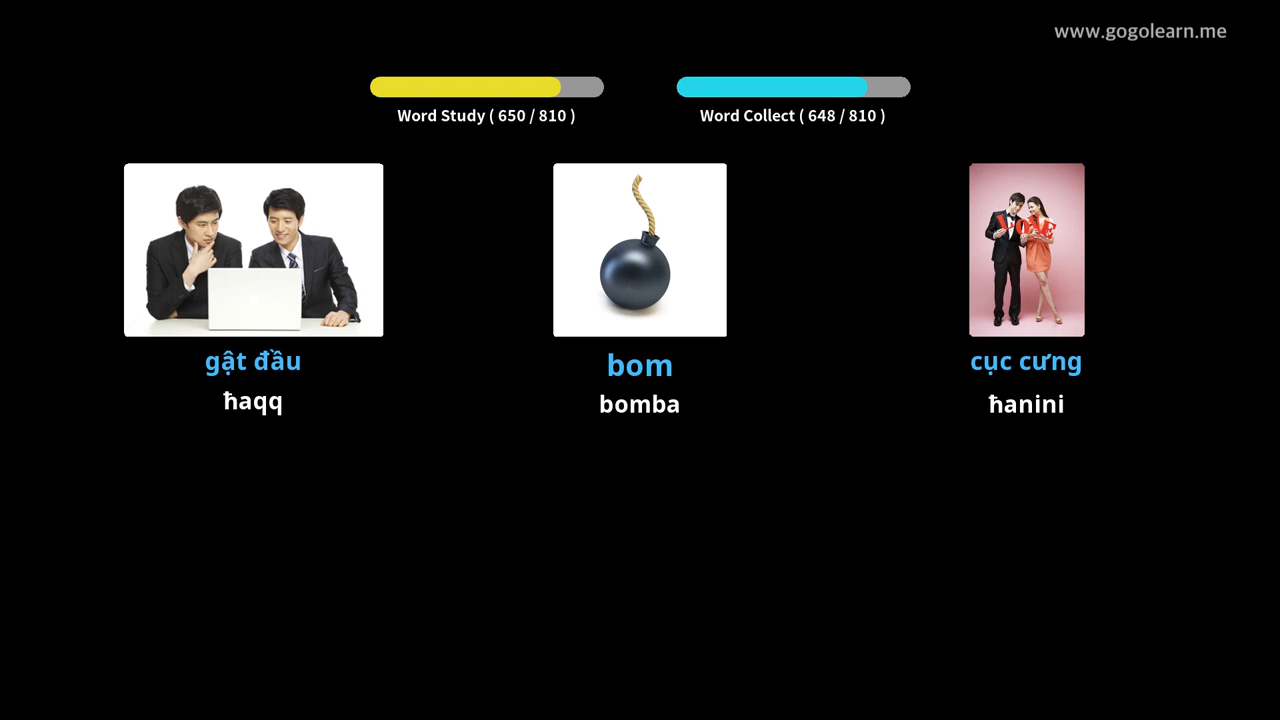 www.gogolearn.me
Word Study ( 650 / 810 )
Word Collect ( 648 / 810 )
LOVE
gật đầu
bom
cục cưng
ħaqq
bomba
ħanini